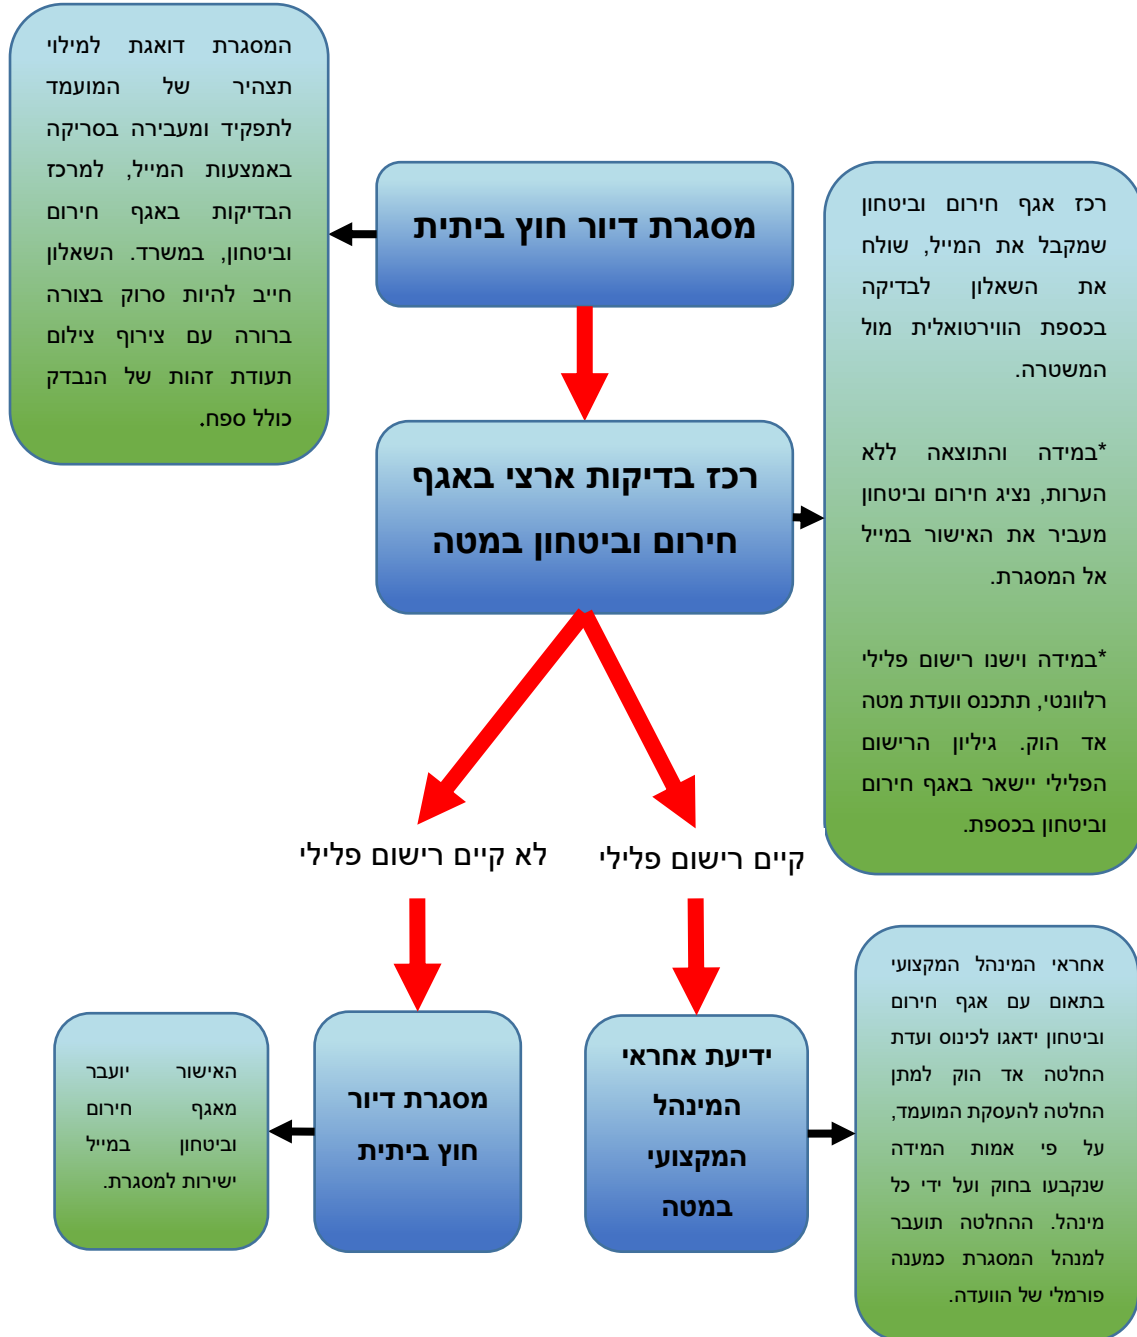 המסגרת דואגת למילוי
תצהיר של המועמד
לתפקיד ומעבירה בסריקה
באמצעות המייל, למרכז
הבדיקות באגף חירום
וביטחון, במשרד. השאלון
חייב להיות סרוק בצורה
ברורה עם צירוף צילום
תעודת זהות של הנבדק
כולל ספח.
מסגרת דיור חוץ ביתית
רכז אגף חירום וביטחון
שמקבל את המייל, שולח
את השאלון לבדיקה
בכספת הווירטואלית מול
המשטרה.
*במידה והתוצאה ללא
הערות, נציג חירום וביטחון
מעביר את האישור במייל
אל המסגרת.
*במידה וישנו רישום פלילי
רלוונטי, תתכנס וועדת מטה
אד הוק. גיליון הרישום
הפלילי יישאר באגף חירום
וביטחון בכספת.
רכז בדיקות ארצי באגף
חירום וביטחון במטה
קיים רישום פלילי
לא קיים רישום פלילי
אחראי המינהל המקצועי
בתאום עם אגף חירום
וביטחון ידאגו לכינוס ועדת
החלטה אד הוק למתן
החלטה להעסקת המועמד,
על פי אמות המידה
שנקבעו בחוק ועל ידי כל
מינהל. ההחלטה תועבר
למנהל המסגרת כמענה
פורמלי של הוועדה.
ידיעת אחראי
המינהל
המקצועי
במטה
מסגרת דיור
חוץ ביתית
האישור יועבר
מאגף חירום
וביטחון במייל
ישירות למסגרת.